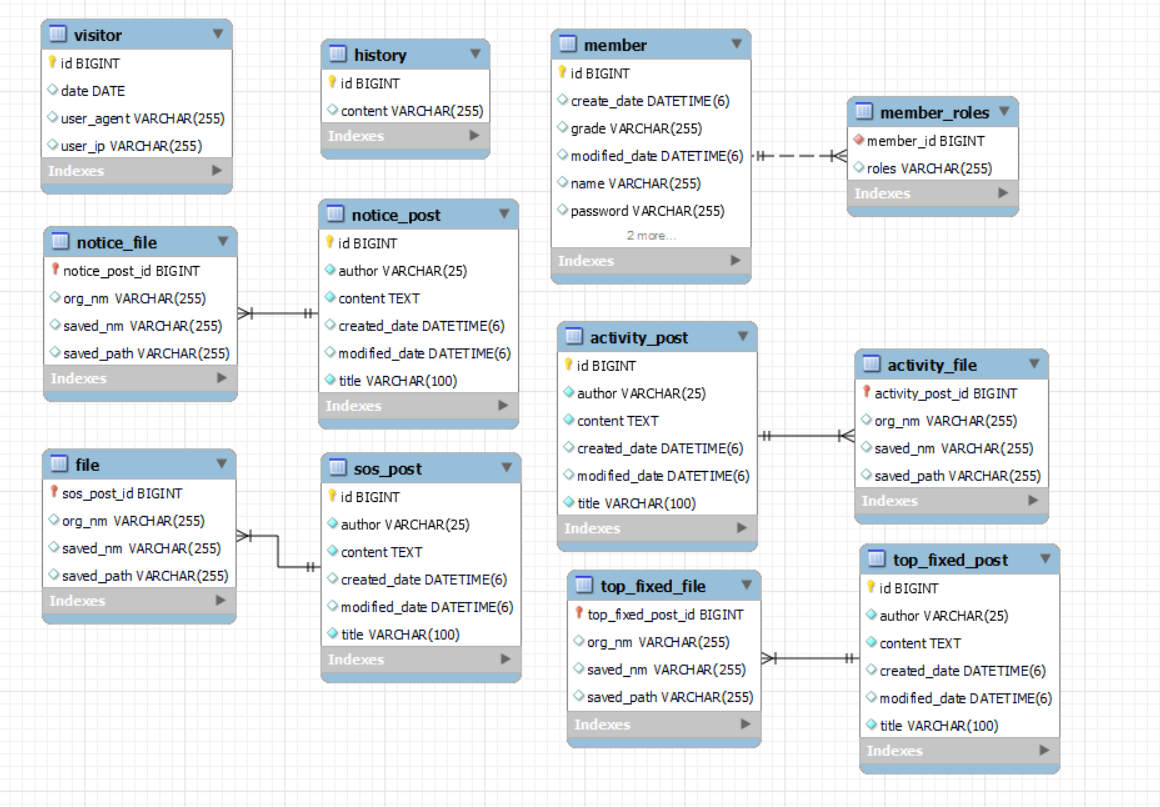 visitor
id BIGINT
date DATE
user_agent VARCHAR(255)
user_ip VARCHAR(255)
Indexes
history
id BIGINT
content VARCHAR(255)
Indexes
member
id BIGINT
create_date DATETIME(6)
grade VARCHAR(255)
modified_date DATETIME(6)
name VARCHAR(255)
password VARCHAR(255)
2 more...
Indexes
member_roles
member_id BIGINT
roles VARCHAR(255)
Indexes
notice_file
notice_post_id BIGINT
org_nm VARCHAR(255)
saved_nm VARCHAR(255)
saved_path VARCHAR(255)
Indexes
notice_post
id BIGINT
author VARCHAR(25)
content TEXT
created_date DATETIME(6)
modified_date DATETIME(6)
title VARCHAR(100)
Indexes
activity_post
id BIGINT
author VARCHAR(25)
content TEXT
created_date DATETIME(6)
modified_date DATETIME(6)
title VARCHAR(100)
Indexes
activity_file
activity_post_id BIGINT
org_nm VARCHAR(255)
saved_nm VARCHAR(255)
saved_path VARCHAR(255)
Indexes
file
sos_post_id BIGINT
org_nm VARCHAR(255)
saved_nm VARCHAR(255)
saved_path VARCHAR(255)
Indexes
sos_post
id BIGINT
author VARCHAR(25)
content TEXT
created_date DATETIME(6)
modified_date DATETIME(6)
title VARCHAR(100)
Indexes
top_fixed_file
top_fixed_post_id BIGINT
org_nm VARCHAR(255)
saved_nm VARCHAR(255)
saved_path VARCHAR(255)
Indexes
top_fixed_post
id BIGINT
author VARCHAR(25)
content TEXT
created_date DATETIME(6)
modified_date DATETIME(6)
title VARCHAR(100)
Indexes